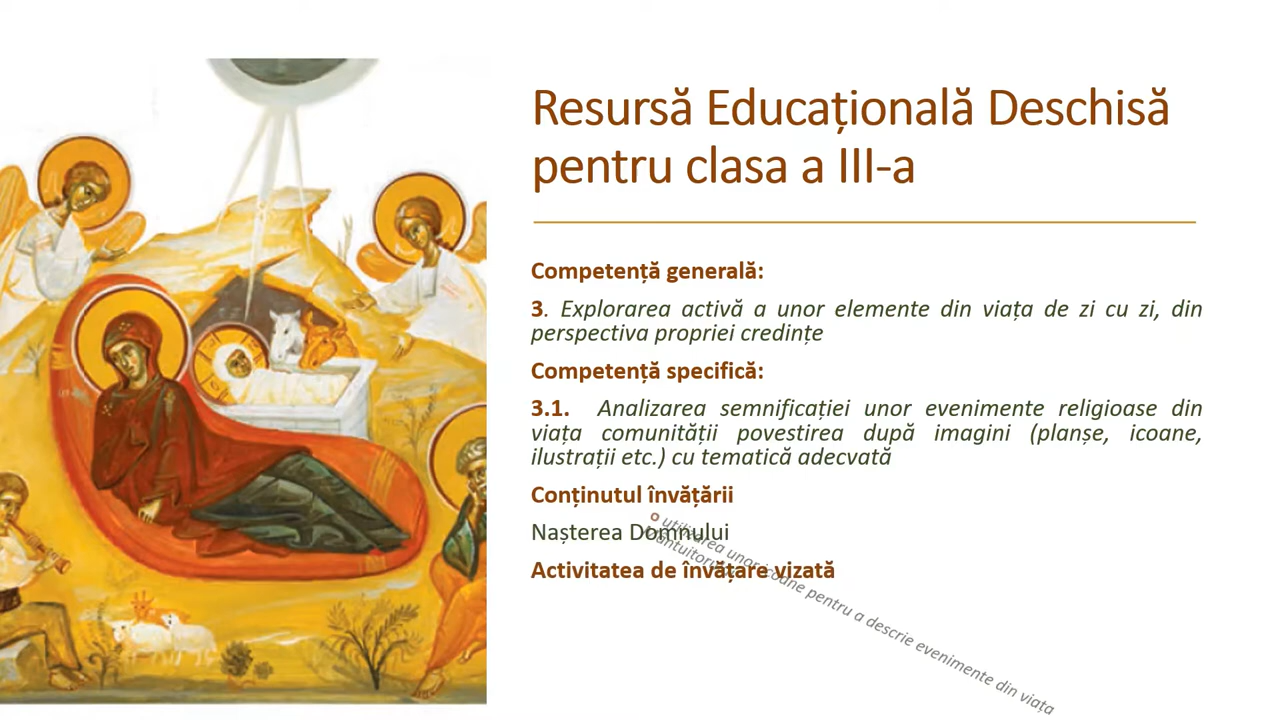 Resursă Educațională Deschisă
pentru clasa a III-a
Competență generală:
3. Explorarea activă a unor elemente din viața de zi cu zi, din
perspectiva propriei credințe
Competență specifică:
3.1. Analizarea semnificației unor evenimente religioase din
viața comunității povestirea după imagini (planșe, icoane,
ilustrații etc.) cu tematică adecvată
Conținutul învățării
Nașterea Domnului
Activitatea de învățare vizată
utilizarea unor icoane pentru a descrie evenimente din viața
Mântuitorului